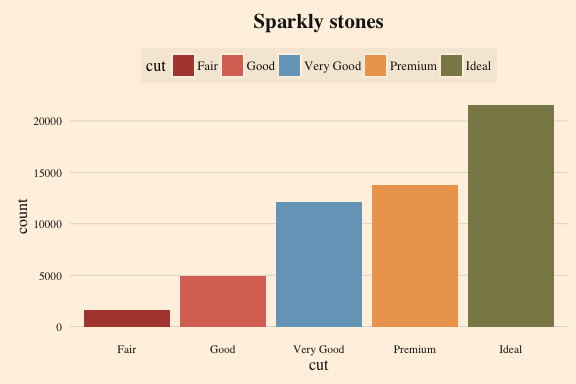 Sparkly stones
cut Fair Good Very Good Premium Ideal
20000
15000
10000
5000
0
count
Fair Good Very Good Premium Ideal
cut